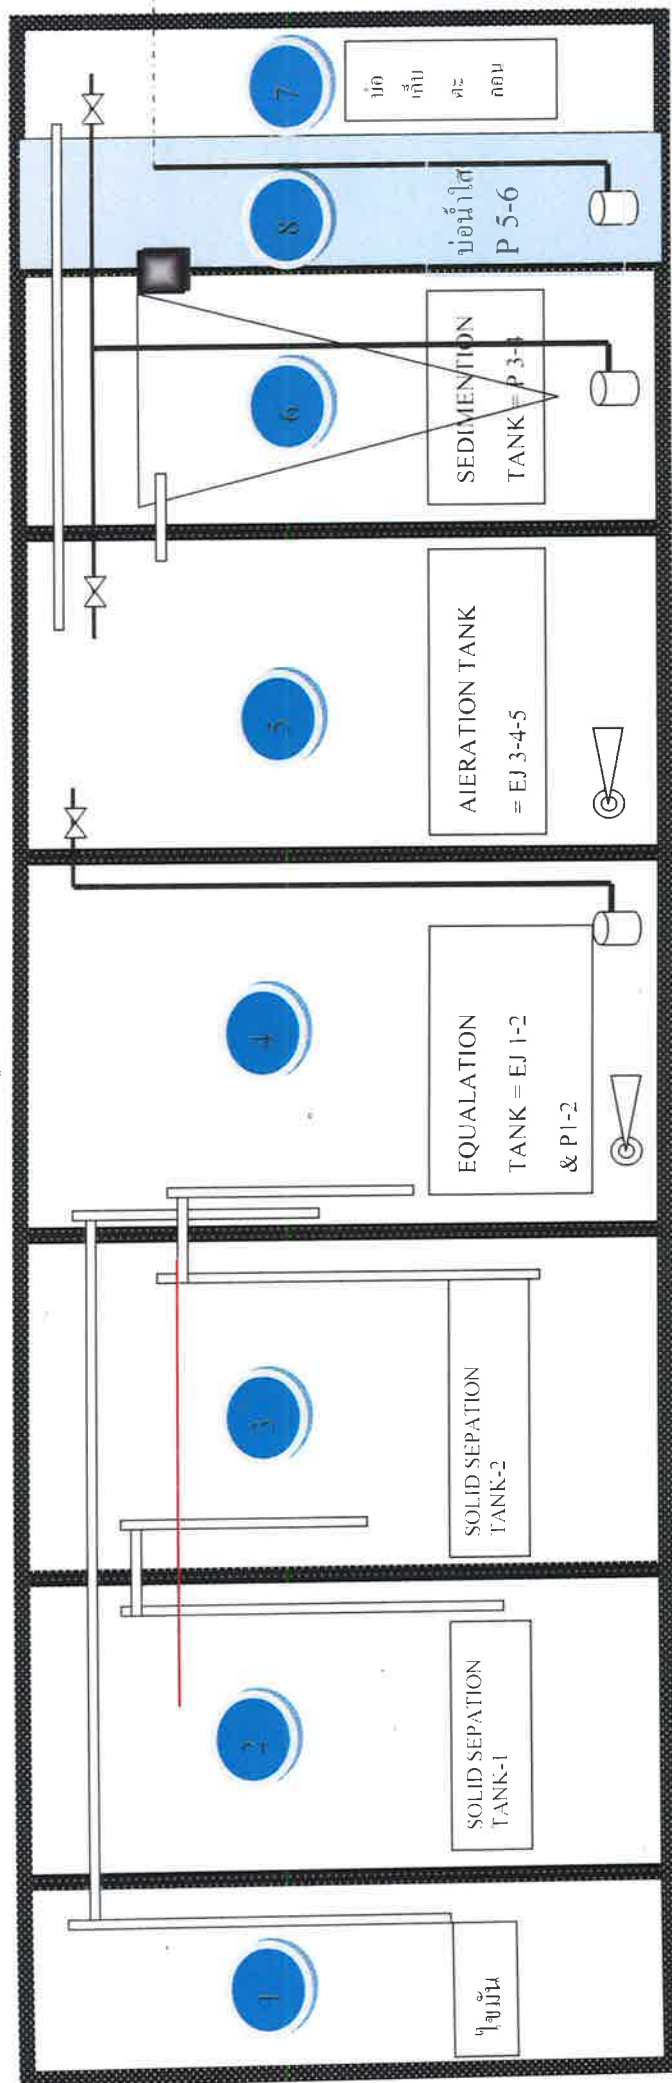 1
ไขมัน
2
SOLID SEPATION
TANK-1
3
SOLID SEPATION
TANK-2
4
EQUALATION
TANK = EJ 1-2
& P1-2
5
AIERATION TANK
= EJ 3-4-5
6
SEDIMENTION
TANK = P 3-4
8
บ่อน้ำใส
P 5-6
7
บ่อ
เก็บ
ตะ
กอน